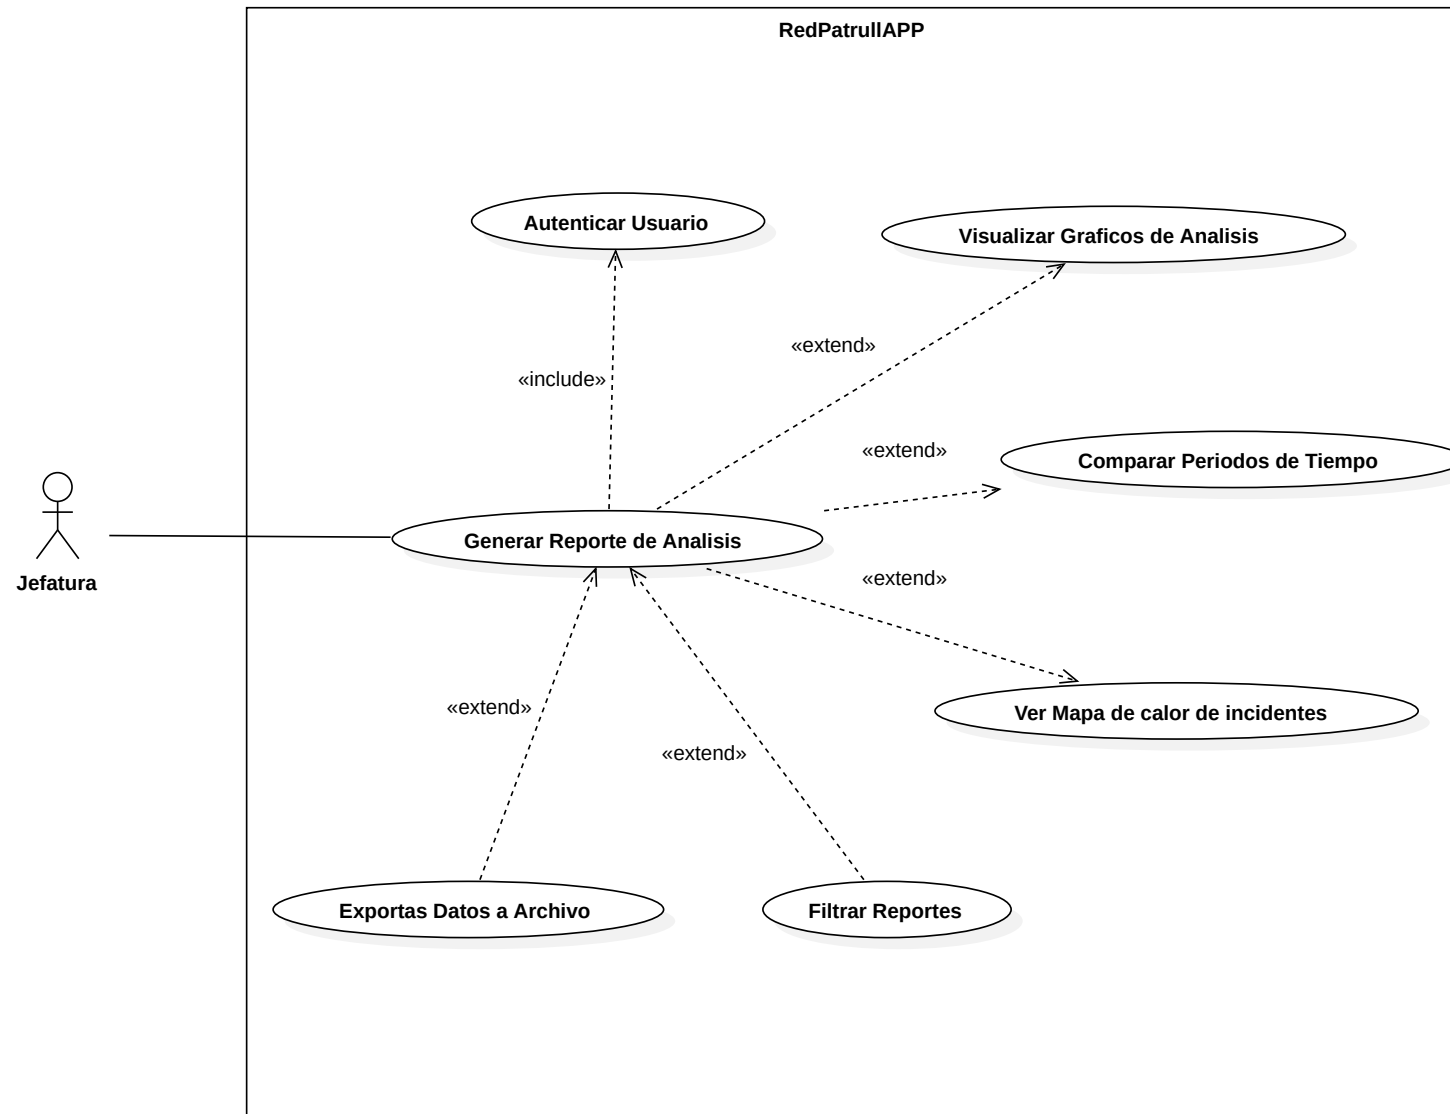 RedPatrullAPP
Autenticar Usuario
Visualizar Graficos de Analisis
«extend»
«include»
«extend»
Comparar Periodos de Tiempo
Generar Reporte de Analisis
Jefatura
«extend»
«extend»
Ver Mapa de calor de incidentes
«extend»
Exportas Datos a Archivo
Filtrar Reportes